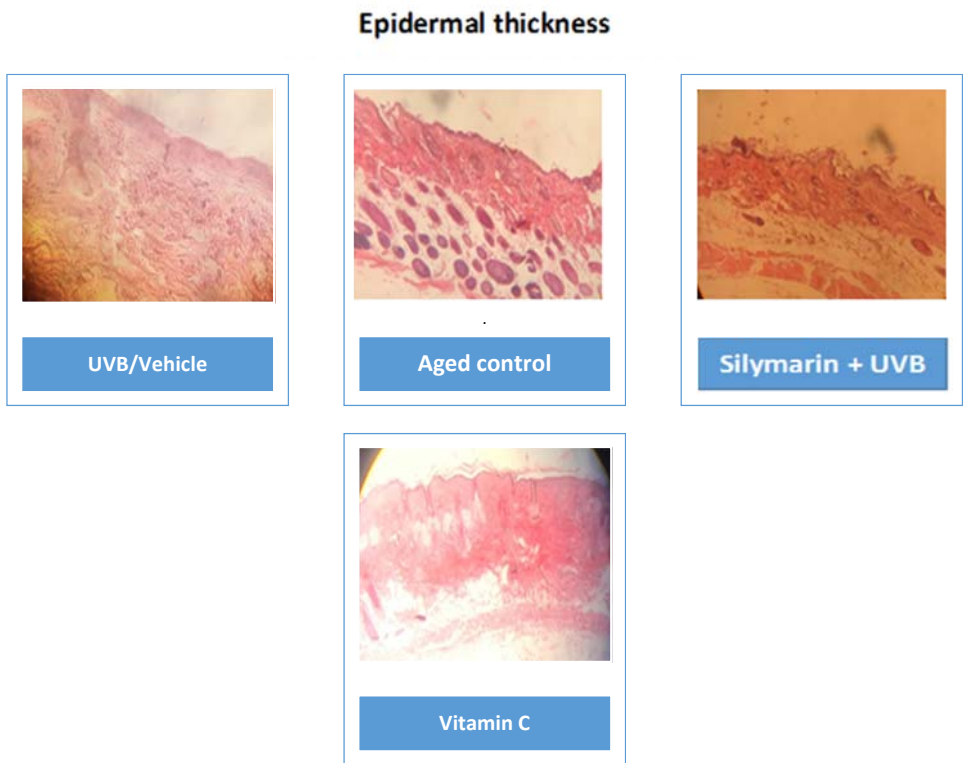 Epidermal thickness
.
UVB/Vehicle
Aged control
Silymarin + UVB
Vitamin C